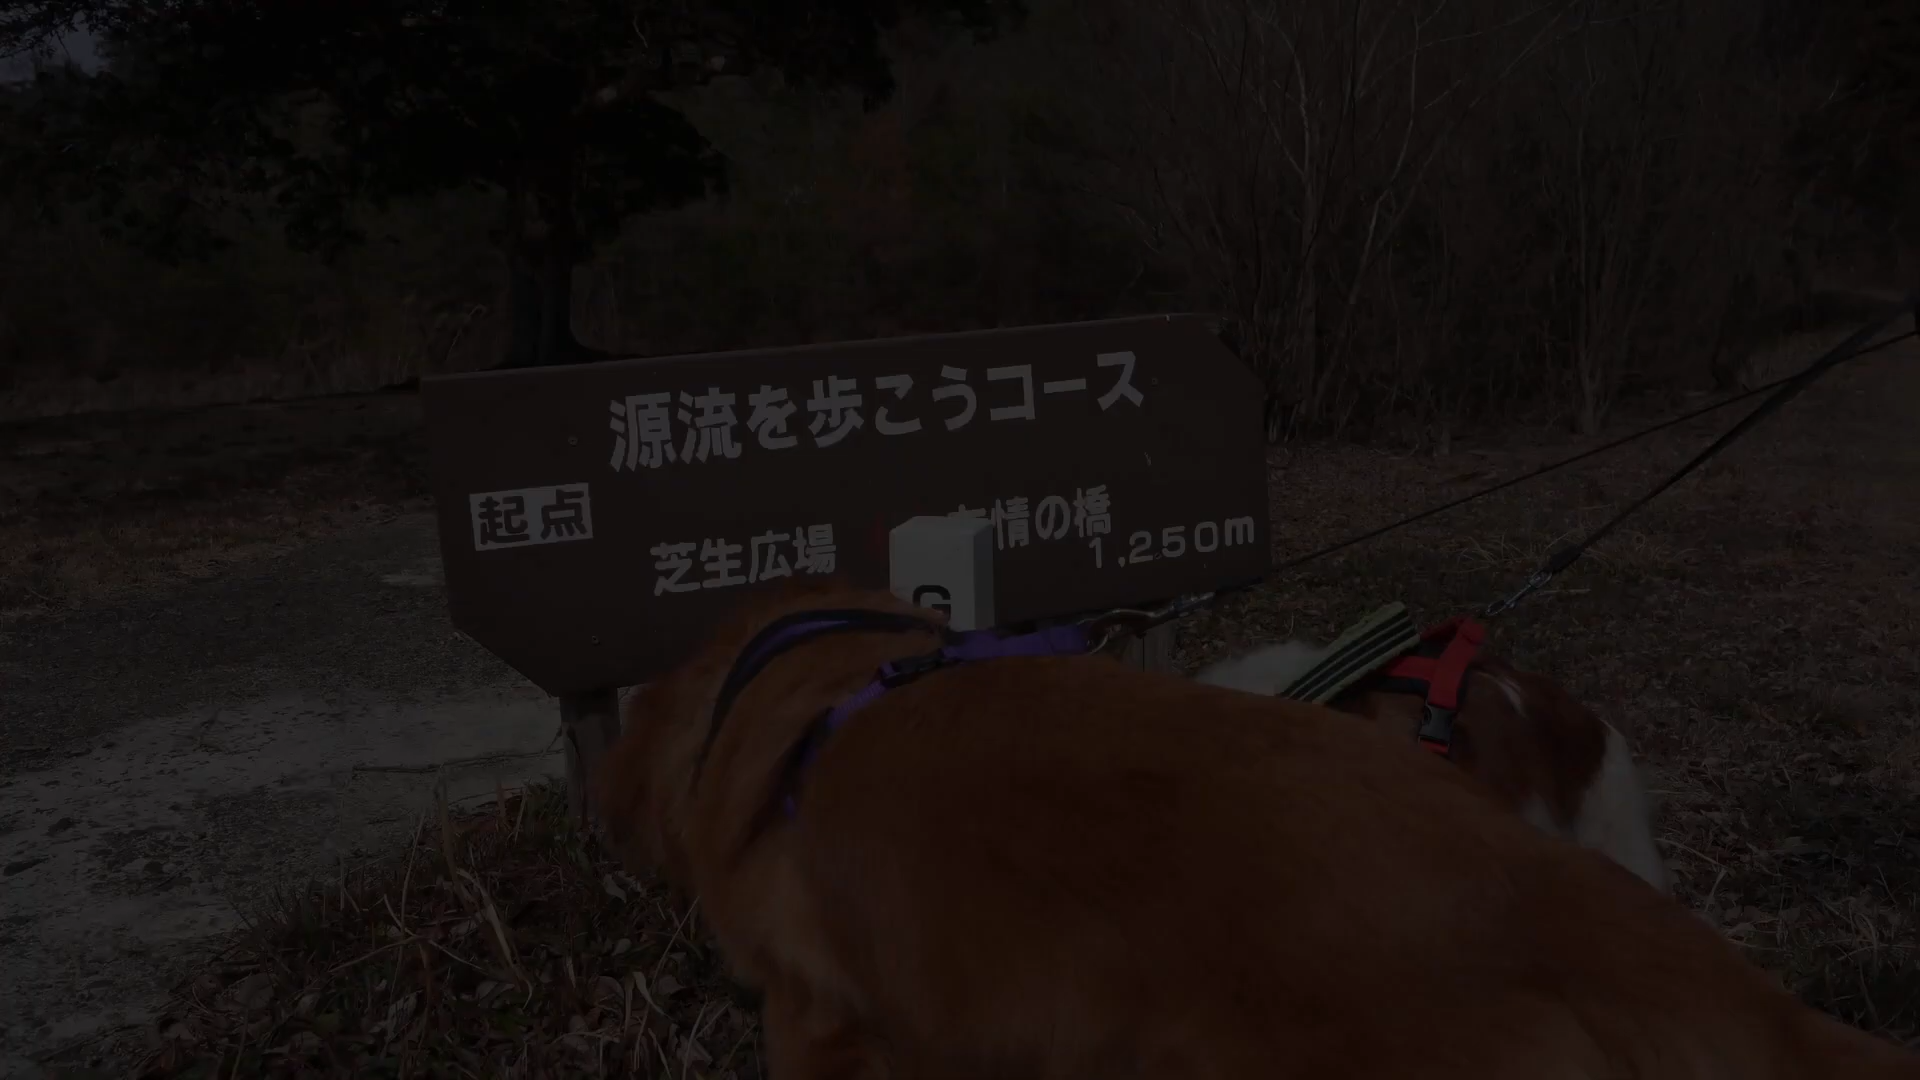 源流を歩こうコース
起点
芝生広場
情の橋
1,250m
G